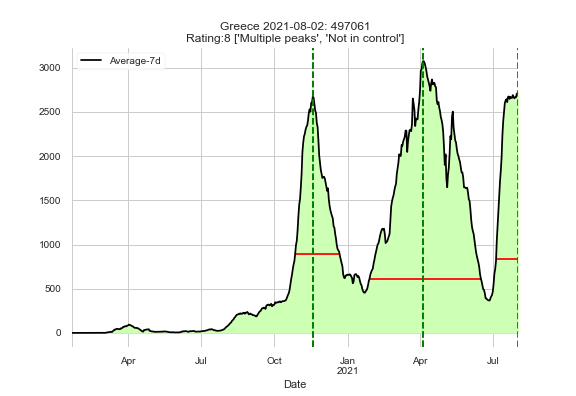 Greece 2021-08-02: 497061
Rating:8 ['Multiple peaks', 'Not in control']
Average-7d
3000
2500
2000
1500
1000
500
0
Apr
Jul
Oct
Jan
2021
Apr
Jul
Date